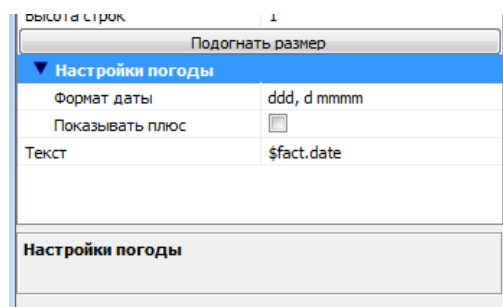 Высота строк 1
Подогнать размер
Настройки погоды
Формат даты ddd, d mmmm
Показывать плюс
Текст $fact.date
Настройки погоды